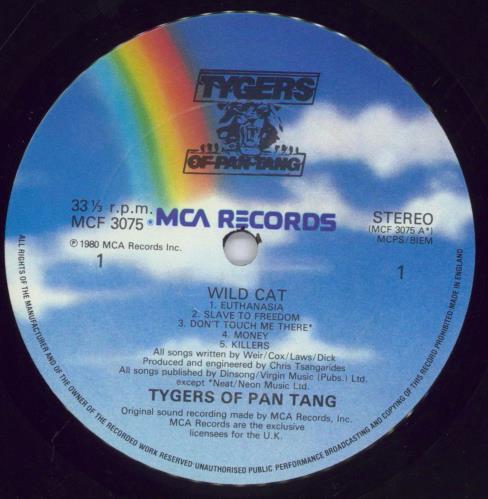 TYGERS
OF-PAN-TANG
33⅓ r.p.m.
MCF 3075
MCA RECORDS
STEREO
(MCF 3075 A*)
MCPS/BIEM
℗ 1980 MCA Records Inc.
1
1
WILD CAT
1. EUTHANASIA
2. SLAVE TO FREEDOM
3. DON'T TOUCH ME THERE*
4. MONEY
5. KILLERS
All songs written by Weir/Cox/Laws/Dick
Produced and engineered by Chris Tsangarides
All songs published by Dinsong/Virgin Music (Pubs.) Ltd.
except *Neat/Neon Music Ltd.
TYGERS OF PAN TANG
Original sound recording made by MCA Records, Inc.
MCA Records are the exclusive
licensees for the U.K.
ALL RIGHTS OF THE MANUFACTURER AND OF THE OWNER OF THE RECORDED WORK RESERVED·UNAUTHORISED PUBLIC PERFORMANCE BROADCASTING AND COPYING OF THIS RECORD PROHIBITED·MADE IN ENGLAND